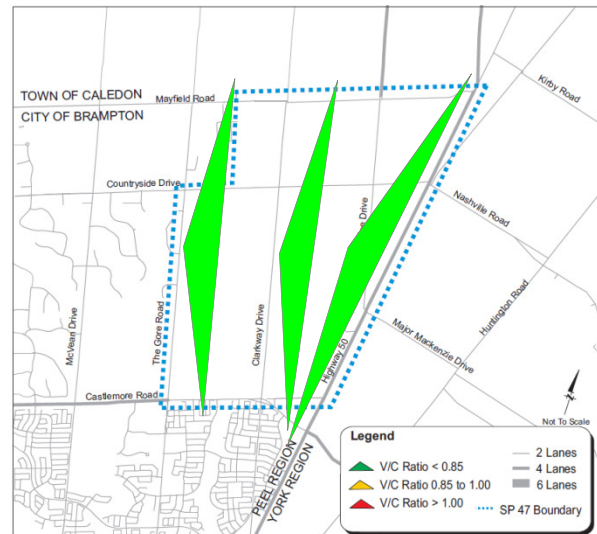 TOWN OF CALEDON
Mayfield Road
CITY OF BRAMPTON
Kirby Road
Countryside Drive
Nashville Road
Drive
Huntington Road
McVean Drive
The Gore Road
Clarkway Drive
Highway 50
Major Mackenzie Drive
Castlemore Road
PEEL REGION
YORK REGION
Z
Not To Scale
Legend
V/C Ratio < 0.85
V/C Ratio 0.85 to 1.00
V/C Ratio > 1.00
2 Lanes
4 Lanes
6 Lanes
SP 47 Boundary